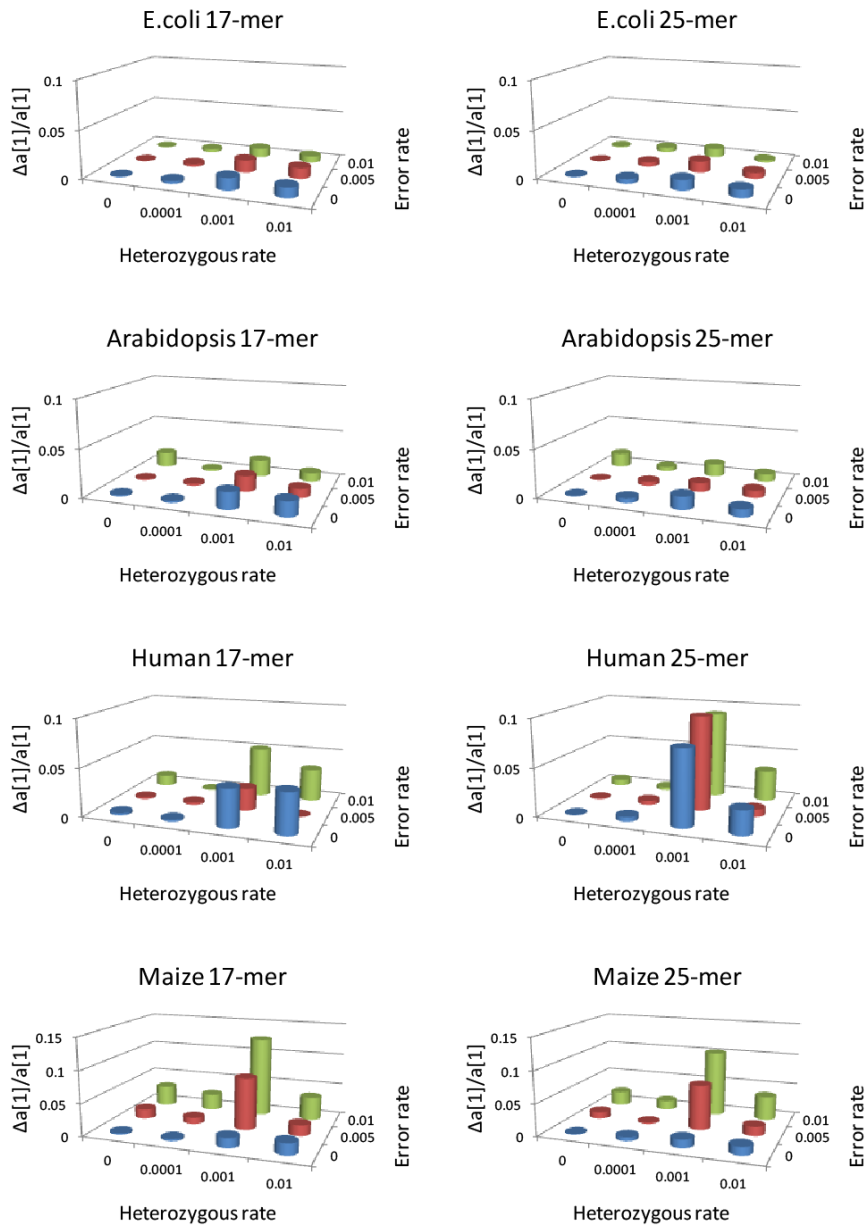 E.coli 17-mer
Δa[1]/a[1]
0.1
0.05
0
0
0.0001
0.001
0.01
Heterozygous rate
0.01
0.005
0
Error rate
E.coli 25-mer
Δa[1]/a[1]
0.1
0.05
0
0
0.0001
0.001
0.01
Heterozygous rate
0.01
0.005
0
Error rate
Arabidopsis 17-mer
Δa[1]/a[1]
0.1
0.05
0
0
0.0001
0.001
0.01
Heterozygous rate
0.01
0.005
0
Error rate
Arabidopsis 25-mer
Δa[1]/a[1]
0.1
0.05
0
0
0.0001
0.001
0.01
Heterozygous rate
0.01
0.005
0
Error rate
Human 17-mer
Δa[1]/a[1]
0.1
0.05
0
0
0.0001
0.001
0.01
Heterozygous rate
0.01
0.005
0
Error rate
Human 25-mer
Δa[1]/a[1]
0.1
0.05
0
0
0.0001
0.001
0.01
Heterozygous rate
0.01
0.005
0
Error rate
Maize 17-mer
Δa[1]/a[1]
0.15
0.1
0.05
0
0
0.0001
0.001
0.01
Heterozygous rate
0.01
0.005
0
Error rate
Maize 25-mer
Δa[1]/a[1]
0.15
0.1
0.05
0
0
0.0001
0.001
0.01
Heterozygous rate
0.01
0.005
0
Error rate